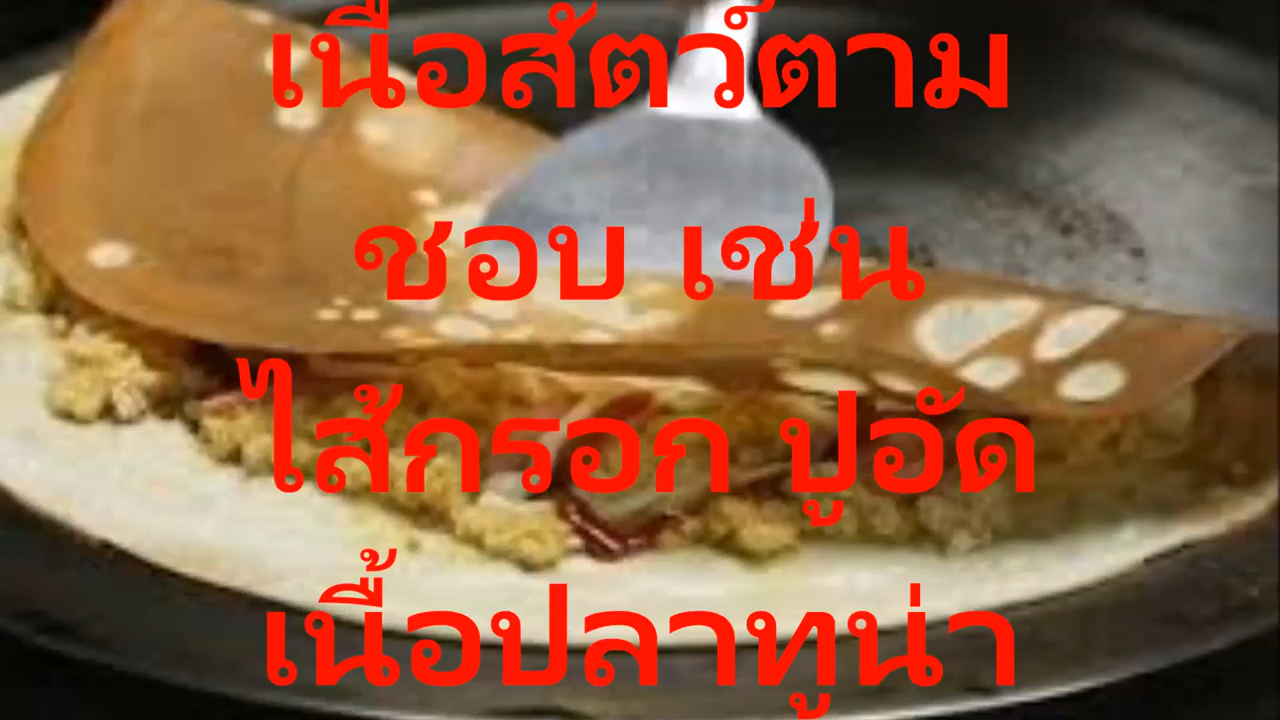 เนื้อสัตว์ตาม
ชอบ เช่น
ไส้กรอก ปูอัด
เนื้อปลาทูน่า